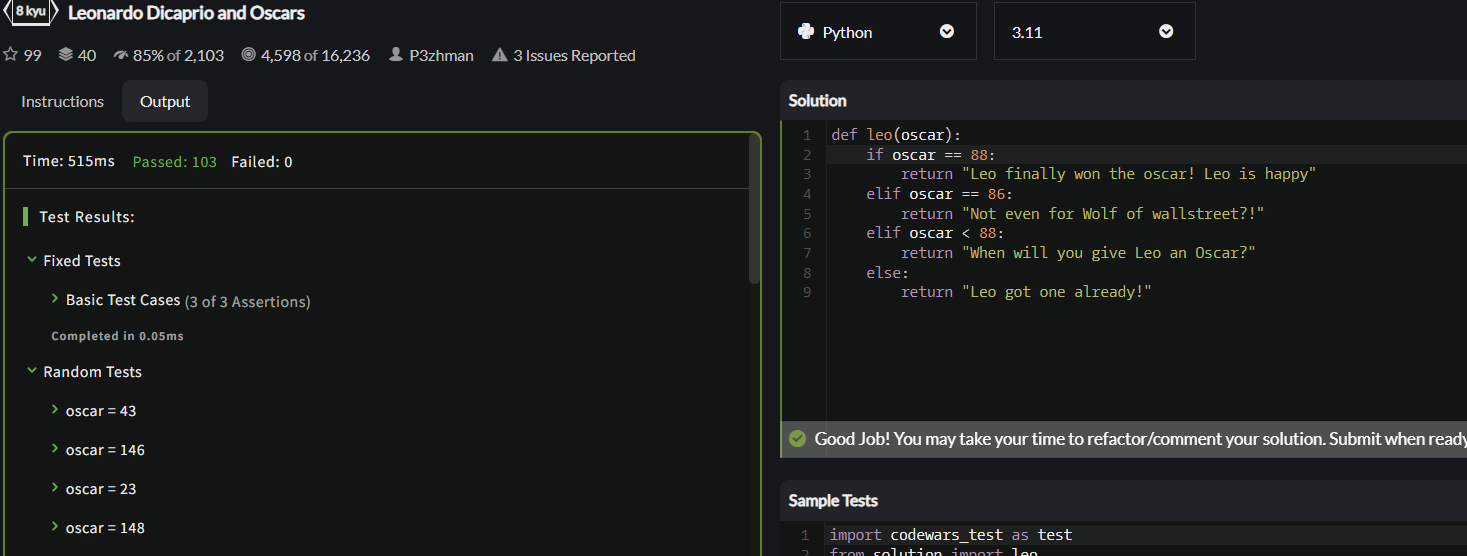 8 kyu Leonardo Dicaprio and Oscars
99 40 85% of 2,103 4,598 of 16,236 P3zhman 3 Issues Reported
Instructions Output
Time: 515ms Passed: 103 Failed: 0
Test Results:
Fixed Tests
Basic Test Cases (3 of 3 Assertions)
Completed in 0.05ms
Random Tests
oscar = 43
oscar = 146
oscar = 23
oscar = 148
Python 3.11
Solution
1 def leo(oscar):
2     if oscar == 88:
3         return "Leo finally won the oscar! Leo is happy"
4     elif oscar == 86:
5         return "Not even for Wolf of wallstreet?!"
6     elif oscar < 88:
7         return "When will you give Leo an Oscar?"
8     else:
9         return "Leo got one already!"
Good Job! You may take your time to refactor/comment your solution. Submit when ready
Sample Tests
1 import codewars_test as test
2 from solution import leo